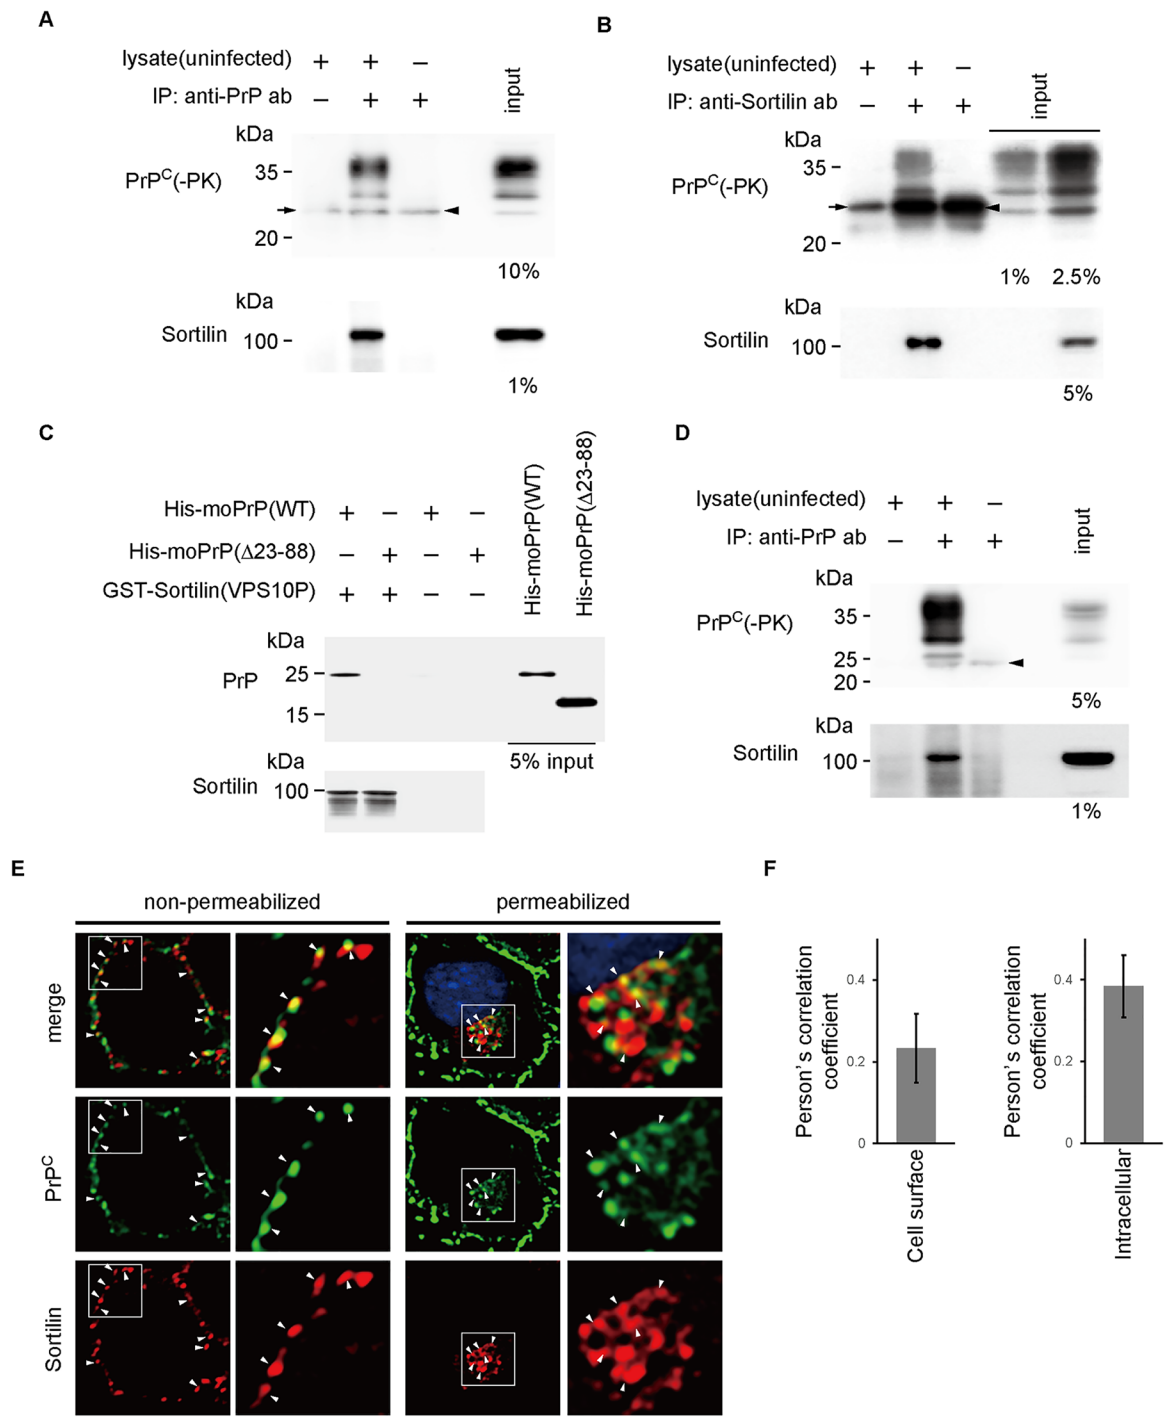 A
lysate(uninfected) + + –
IP: anti-PrP ab – + +
input
kDa
35
PrPC(-PK)
20
10%
kDa
Sortilin
100
1%
B
lysate(uninfected) + + –
IP: anti-Sortilin ab – + +
input
kDa
35
PrPC(-PK)
20
1% 2.5%
kDa
Sortilin
100
5%
C
His-moPrP(WT) + – + –
His-moPrP(Δ23-88) – + – +
GST-Sortilin(VPS10P) + + – –
His-moPrP(WT)
His-moPrP(Δ23-88)
kDa
PrP
25
15
5% input
kDa
Sortilin 100
D
lysate(uninfected) + + –
IP: anti-PrP ab – + +
input
kDa
35
PrPC(-PK)
25
20
5%
kDa
Sortilin
100
1%
E
non-permeabilized
permeabilized
merge
PrPC
Sortilin
F
Person's correlation
coefficient
0.4
0.2
0
Cell surface
Person's correlation
coefficient
0.4
0.2
0
Intracellular